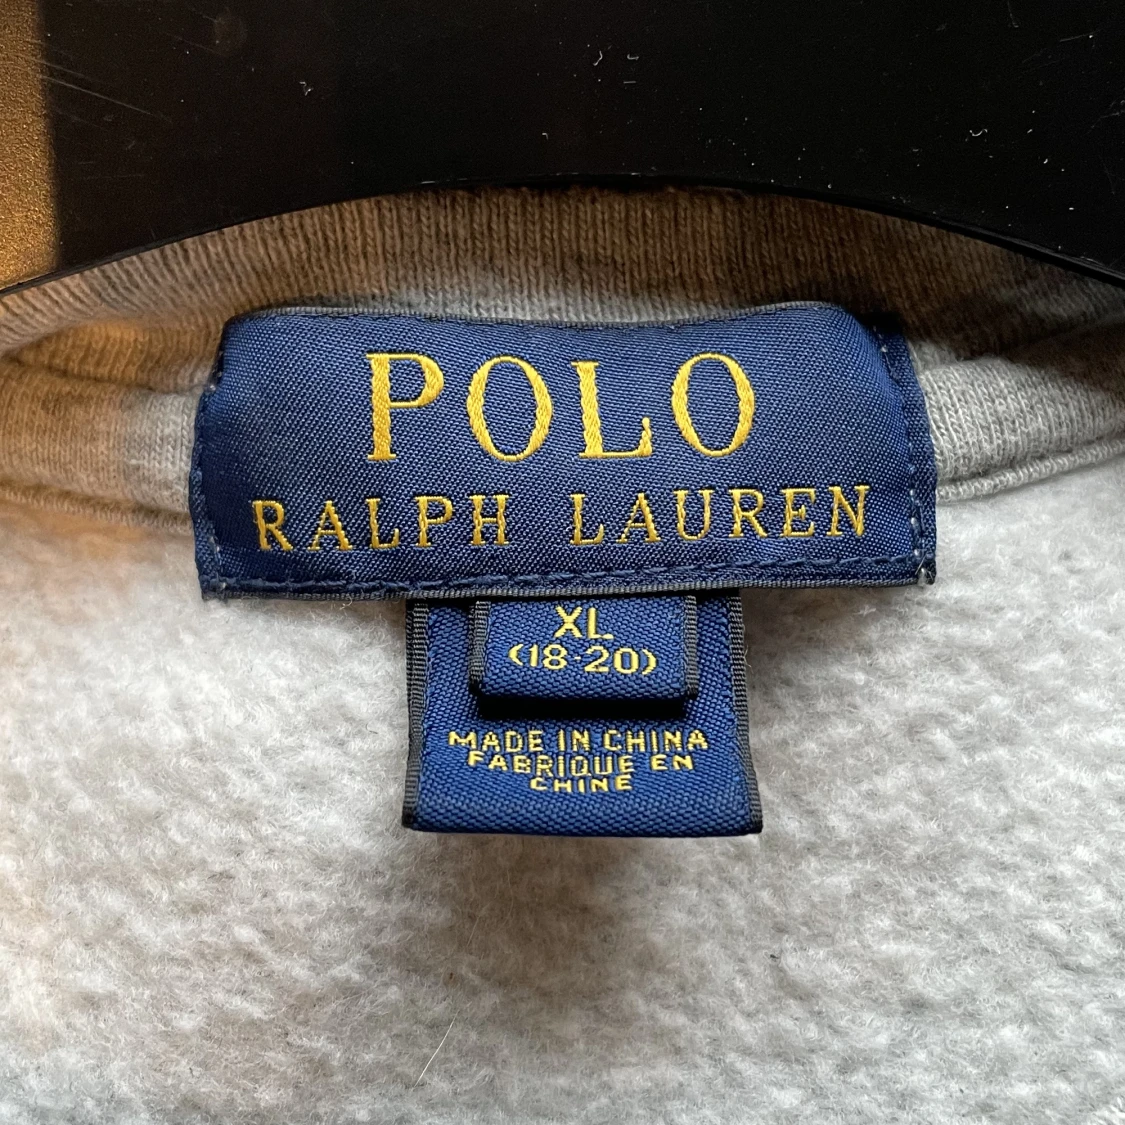 POLO
RALPH LAUREN
XL
(18-20)
MADE IN CHINA
FABRIQUE EN
CHINE